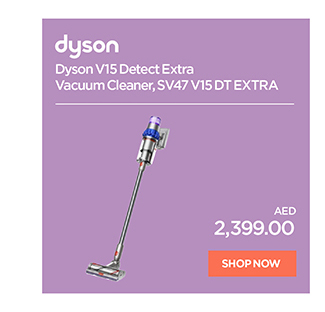 dyson
Dyson V15 Detect Extra
Vacuum Cleaner, SV47 V15 DT EXTRA
AED
2,399.00
SHOP NOW